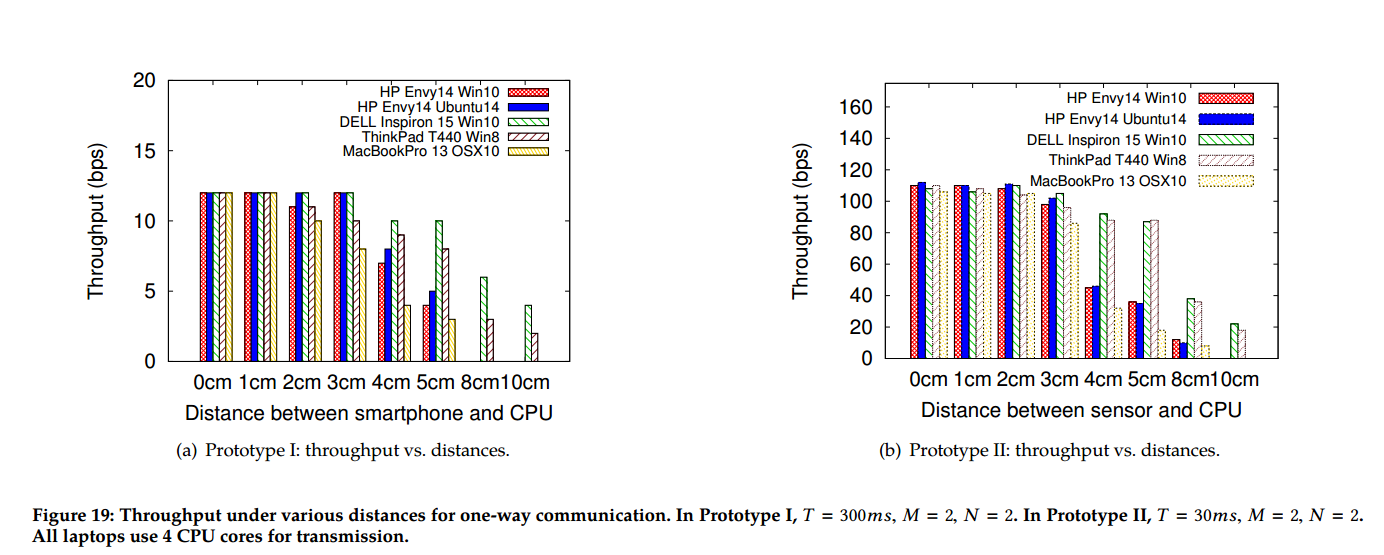 20
15
10
5
0
Throughput (bps)
HP Envy14 Win10
HP Envy14 Ubuntu14
DELL Inspiron 15 Win10
ThinkPad T440 Win8
MacBookPro 13 OSX10
0cm 1cm 2cm 3cm 4cm 5cm 8cm 10cm
Distance between smartphone and CPU
(a) Prototype I: throughput vs. distances.
160
140
120
100
80
60
40
20
0
Throughput (bps)
HP Envy14 Win10
HP Envy14 Ubuntu14
DELL Inspiron 15 Win10
ThinkPad T440 Win8
MacBookPro 13 OSX10
0cm 1cm 2cm 3cm 4cm 5cm 8cm10cm
Distance between sensor and CPU
(b) Prototype II: throughput vs. distances.
Figure 19: Throughput under various distances for one-way communication. In Prototype I, T = 300ms, M = 2, N = 2. In Prototype II, T = 30ms, M = 2, N = 2.
All laptops use 4 CPU cores for transmission.